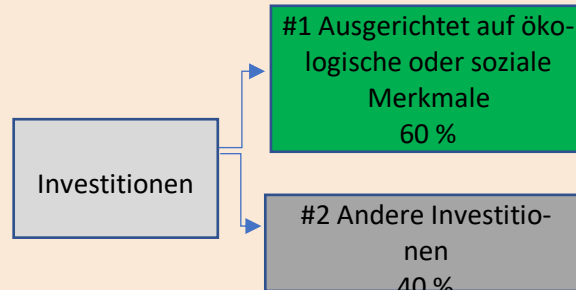 #1 Ausgerichtet auf öko-
logische oder soziale
Merkmale
60 %
Investitionen
#2 Andere Investitio-
nen
40 %